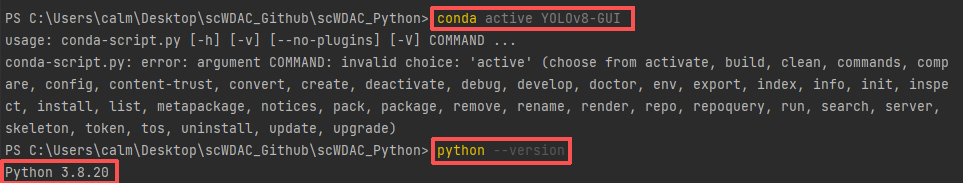 PS C:\Users\calm\Desktop\scWDAC_Github\scWDAC_Python> conda active YOLOv8-GUI
usage: conda-script.py [-h] [-v] [--no-plugins] [-V] COMMAND ...
conda-script.py: error: argument COMMAND: invalid choice: 'active' (choose from activate, build, clean, commands, comp
are, config, content-trust, convert, create, deactivate, debug, develop, doctor, env, export, index, info, init, inspe
ct, install, list, metapackage, notices, pack, package, remove, rename, render, repo, repoquery, run, search, server,
skeleton, token, tos, uninstall, update, upgrade)
PS C:\Users\calm\Desktop\scWDAC_Github\scWDAC_Python> python --version
Python 3.8.20